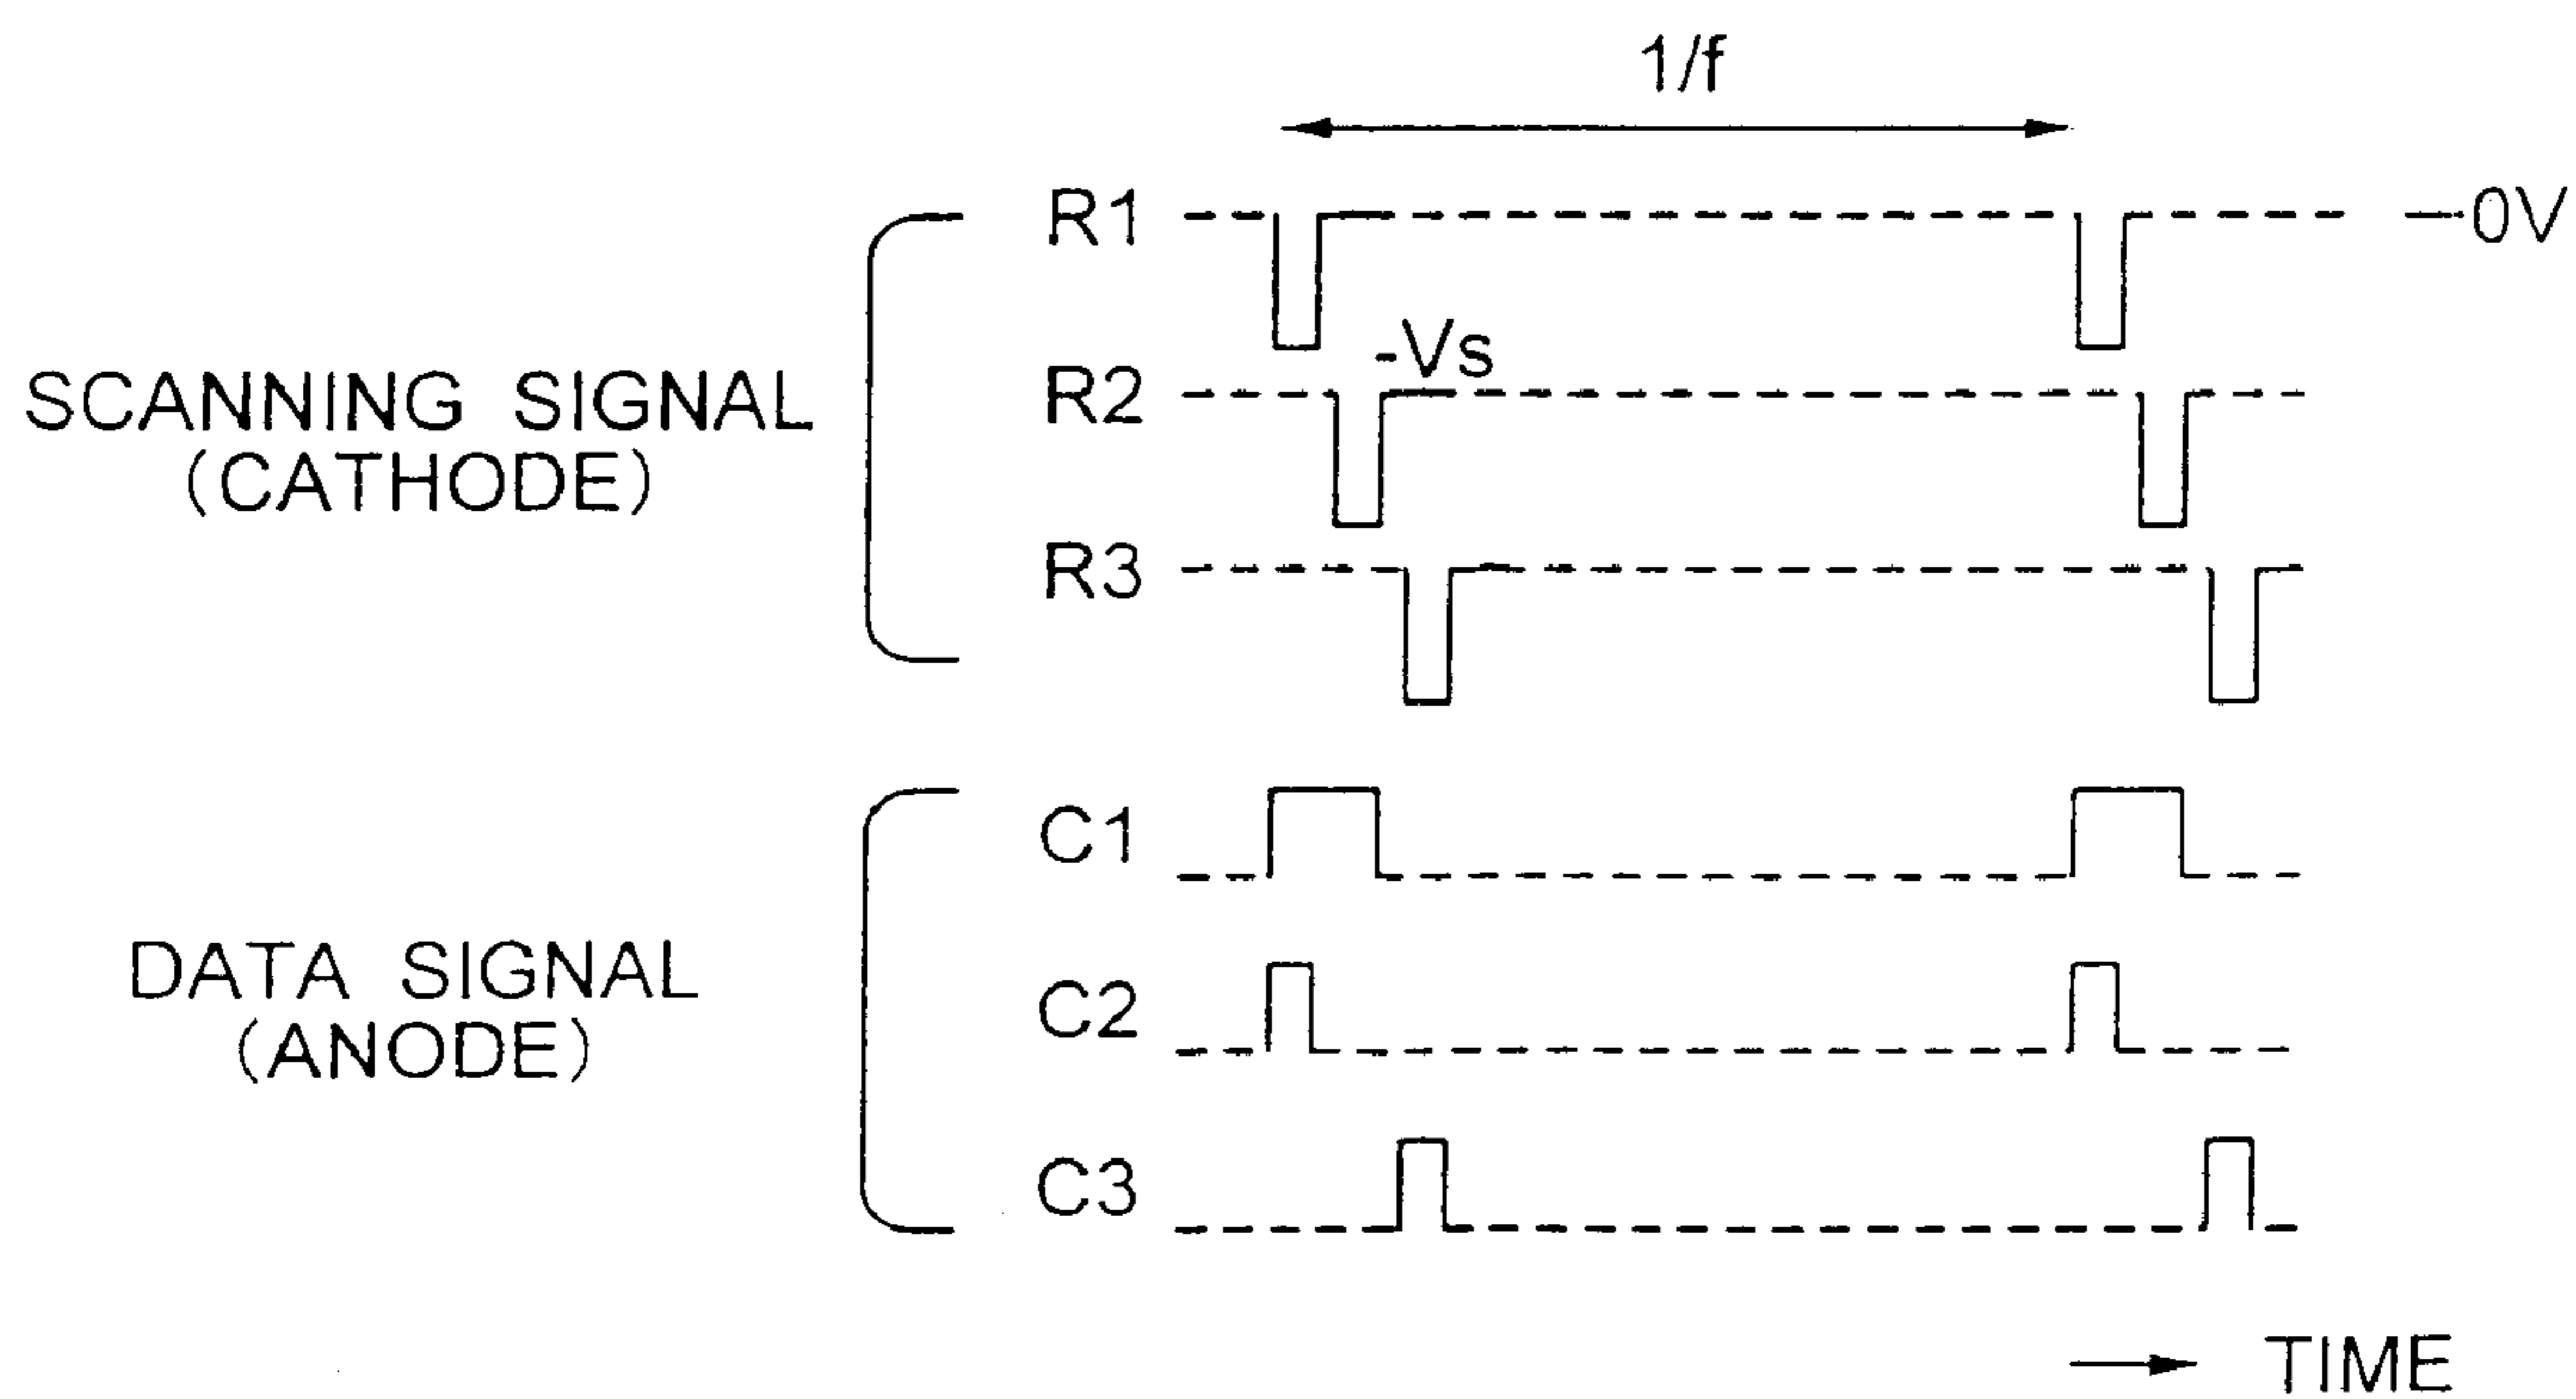 1/f
R1
0V
-Vs
SCANNING SIGNAL
(CATHODE)
R2
R3
C1
DATA SIGNAL
(ANODE)
C2
C3
TIME